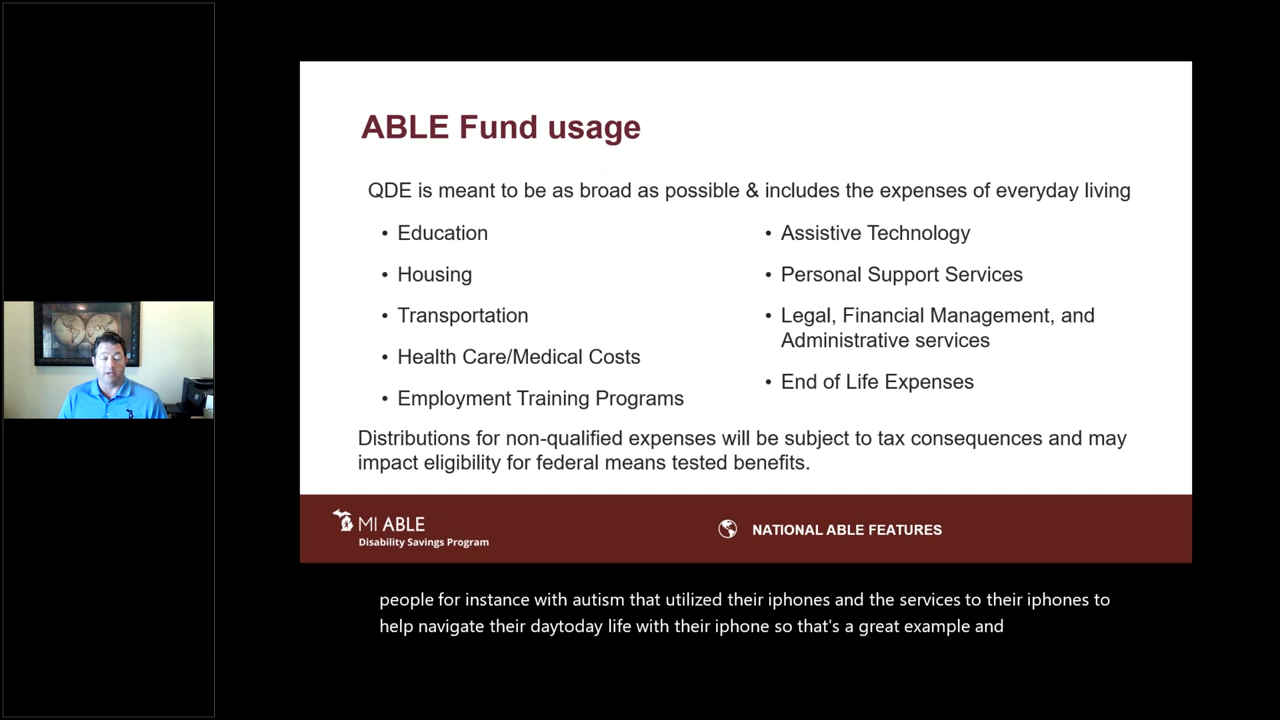 ABLE Fund usage
QDE is meant to be as broad as possible & includes the expenses of everyday living
• Education
• Housing
• Transportation
• Health Care/Medical Costs
• Employment Training Programs
• Assistive Technology
• Personal Support Services
• Legal, Financial Management, and
Administrative services
• End of Life Expenses
Distributions for non-qualified expenses will be subject to tax consequences and may
impact eligibility for federal means tested benefits.
MI ABLE
Disability Savings Program
NATIONAL ABLE FEATURES
people for instance with autism that utilized their iphones and the services to their iphones to
help navigate their daytoday life with their iphone so that's a great example and